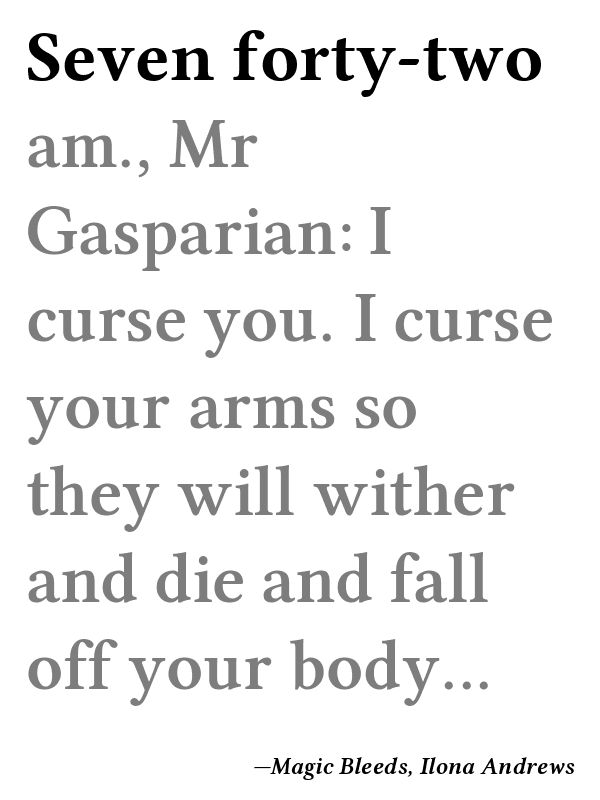 Seven forty-two
am., Mr
Gasparian: I
curse you. I curse
your arms so
they will wither
and die and fall
off your body...
—Magic Bleeds, Ilona Andrews